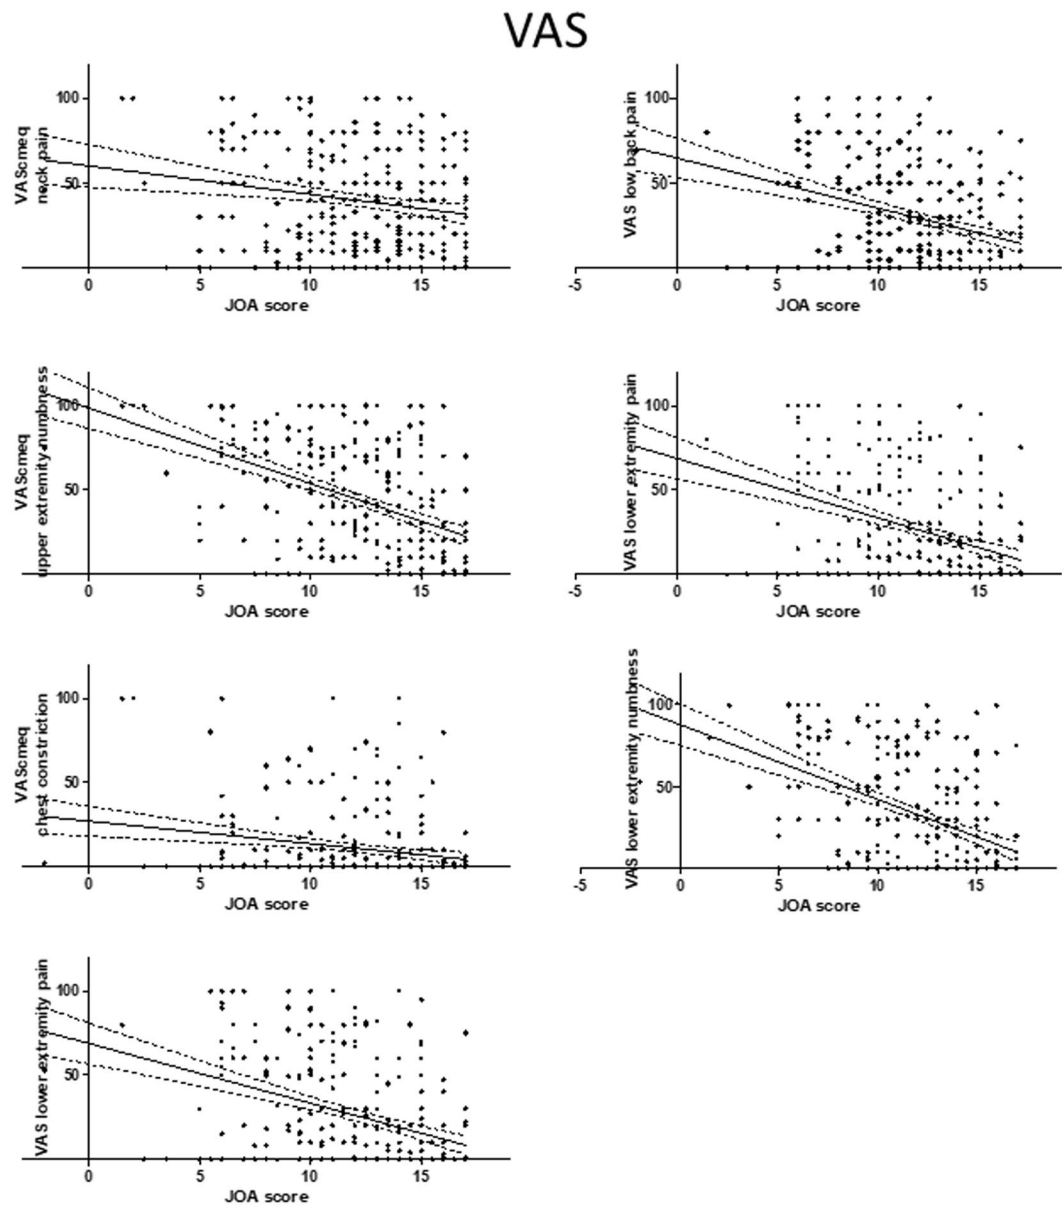 VAS
VAScmeq
neck pain
100
50
0
5
10
15
JOA score
VAS low back pain
100
50
-5
0
5
10
15
JOA score
VAScmeq
upper extremity numbness
100
50
0
5
10
15
JOA score
VAS lower extremity pain
100
50
-5
0
5
10
15
JOA score
VAScmeq
chest constriction
100
50
0
5
10
15
JOA score
VAS lower extremity numbness
100
50
-5
0
5
10
15
JOA score
VAS lower extremity pain
100
50
0
5
10
15
JOA score